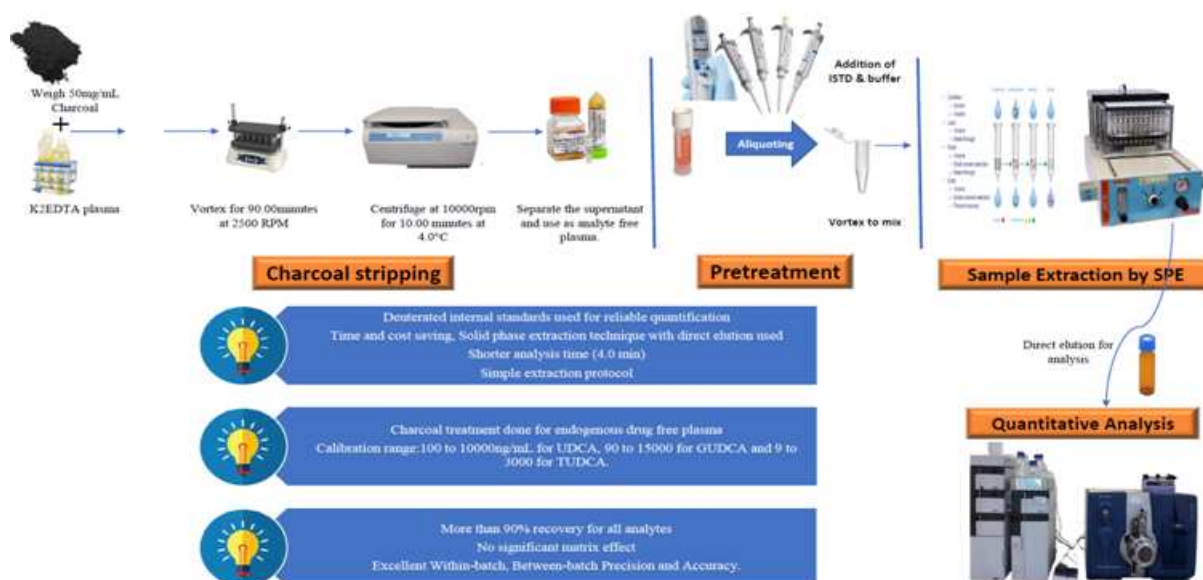 Weigh 50mg/mL
Charcoal
+
K2EDTA plasma
Vortex for 90.00minutes
at 2500 RPM
Centrifuge at 10000rpm
for 10.00 minutes at
4.0°C
Separate the supernatant
and use as analyte free
plasma.
Charcoal stripping
Addition of
ISTD & buffer
Aliquoting
Vortex to mix
Pretreatment
Sample Extraction by SPE
Direct elution for
analysis
Quantitative Analysis
Deuterated internal standards used for reliable quantification
Time and cost saving, Solid phase extraction technique with direct elution used
Shorter analysis time (4.0 min)
Simple extraction protocol
Charcoal treatment done for endogenous drug free plasma
Calibration range:100 to 10000ng/mL for UDCA, 90 to 15000 for GUDCA and 9 to
3000 for TUDCA.
More than 90% recovery for all analytes
No significant matrix effect
Excellent Within-batch, Between-batch Precision and Accuracy.